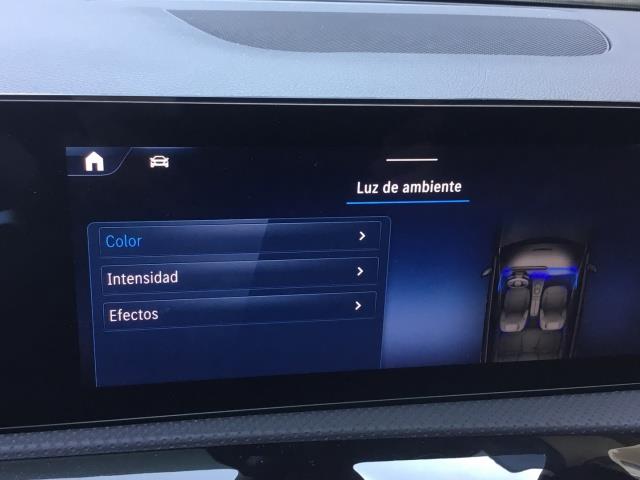 Luz de ambiente
Color
Intensidad
Efectos